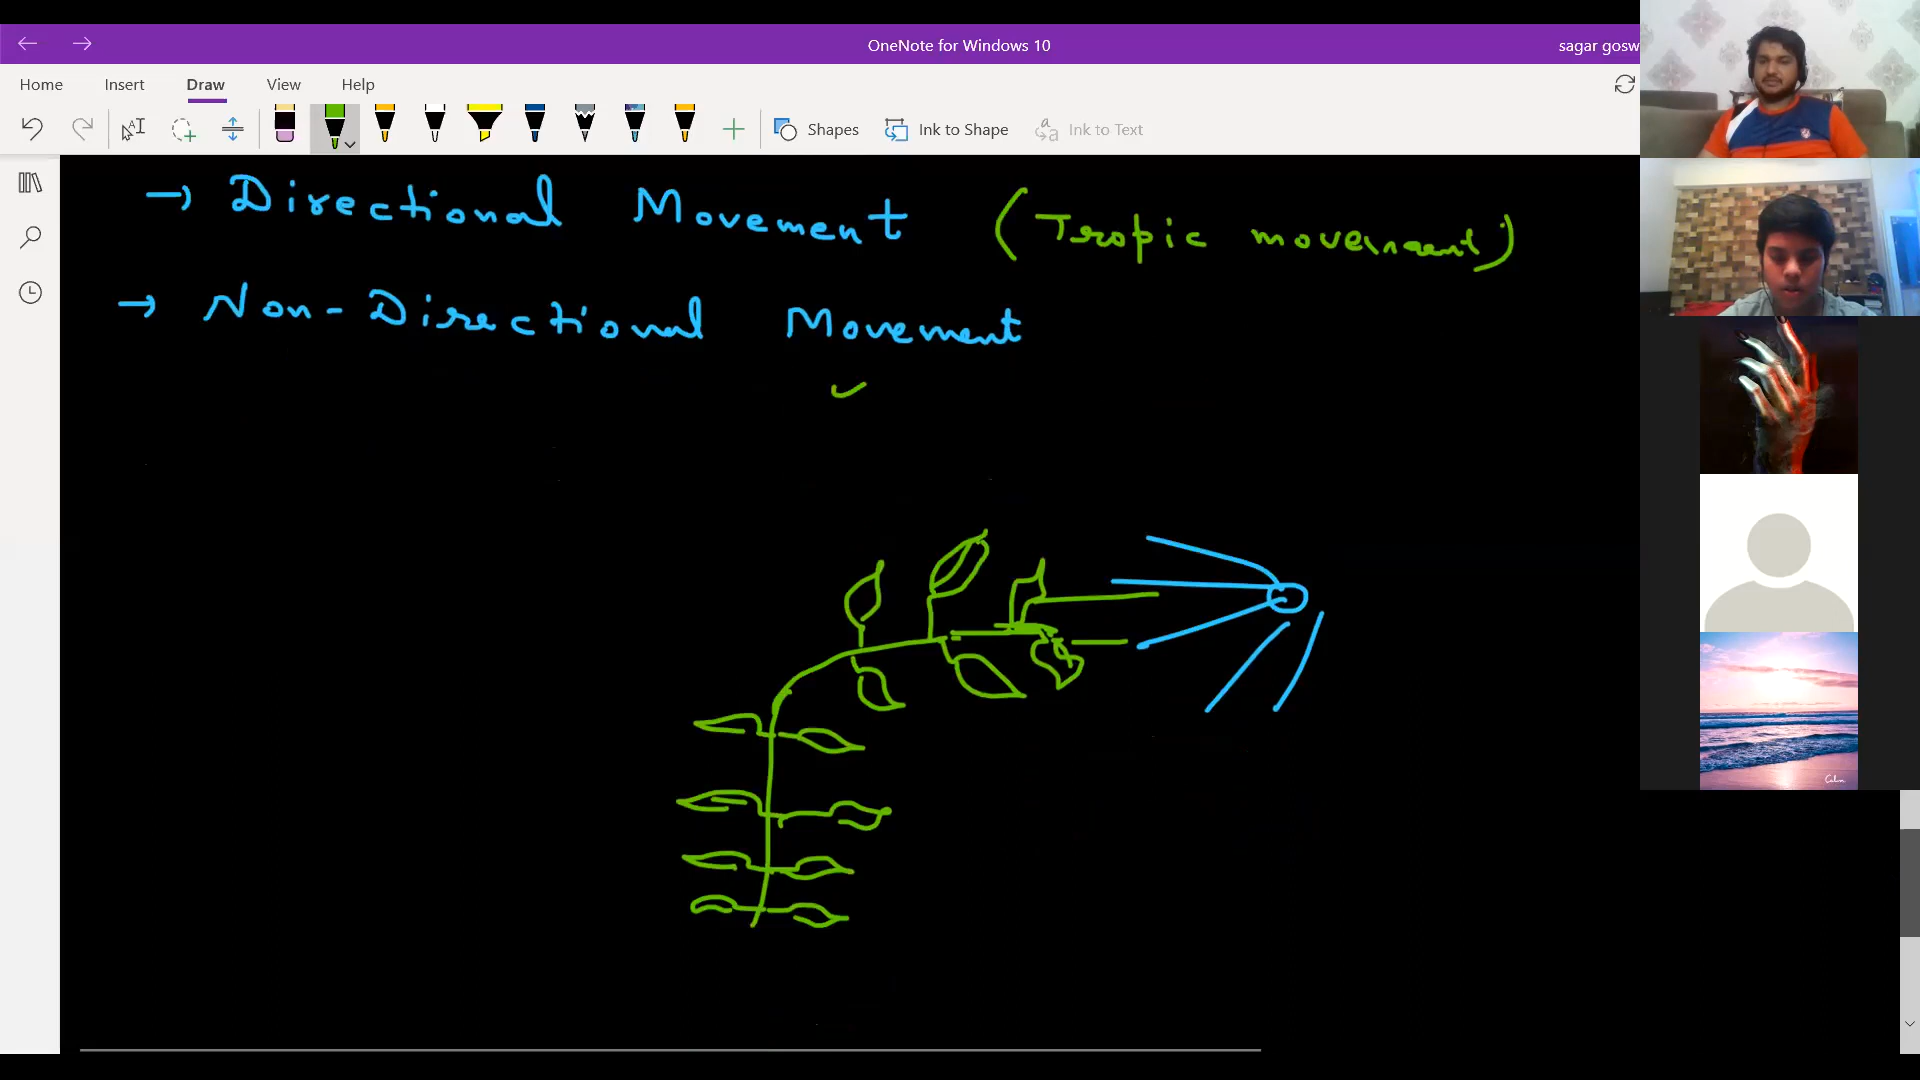 OneNote for Windows 10
sagar gosw
Home Insert Draw View Help
Shapes Ink to Shape Ink to Text
→ Directional Movement (Tropic movement)
→ Non-Directional Movement
Calm